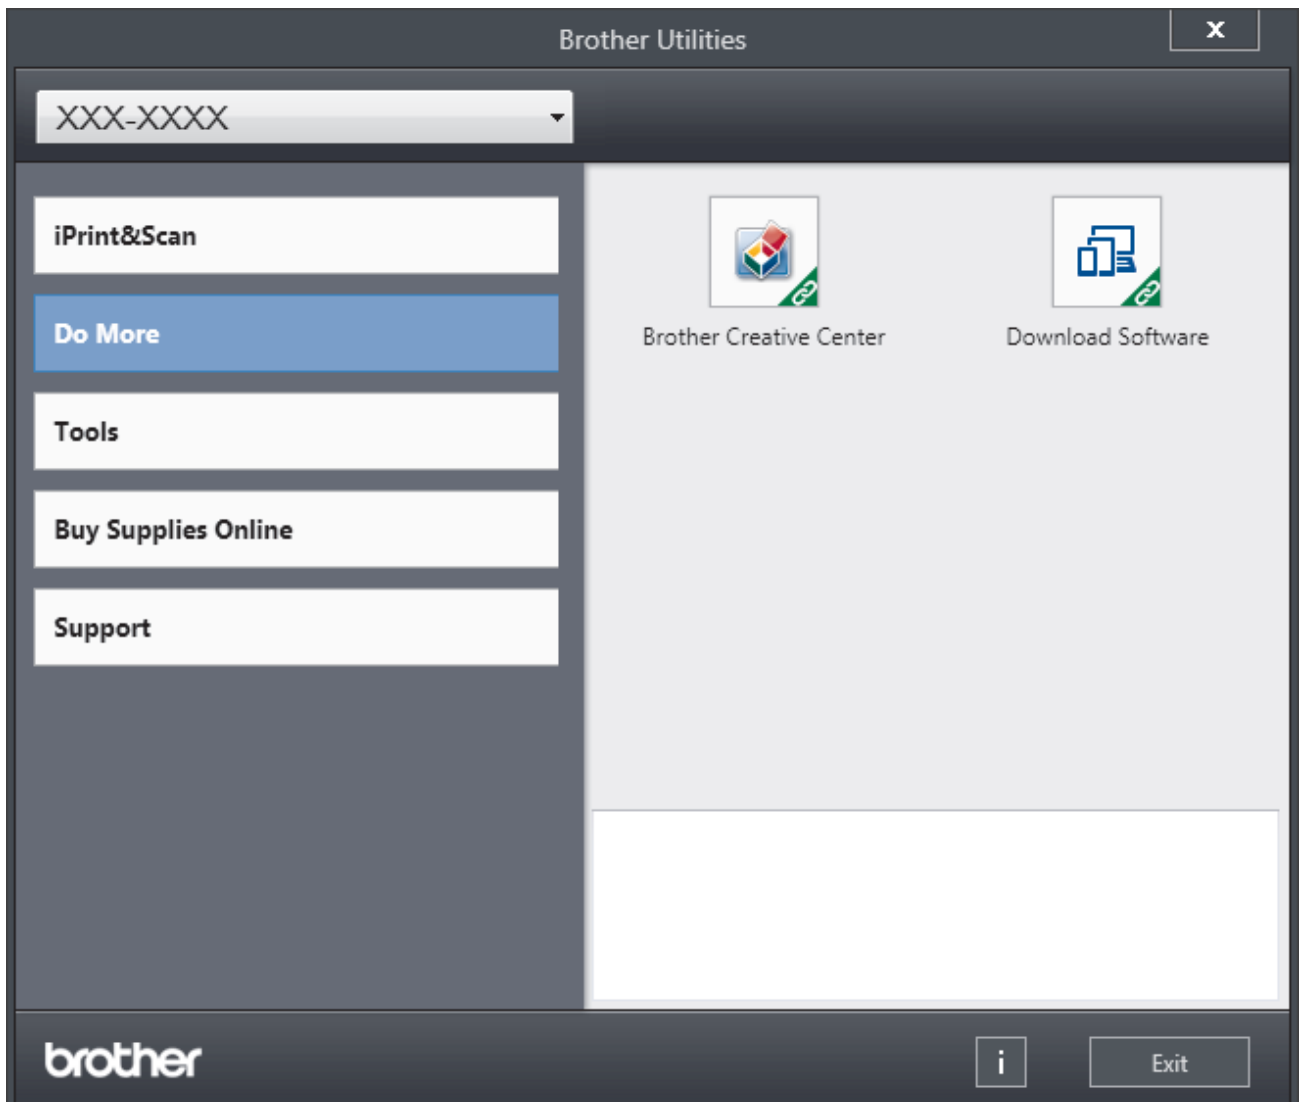 Brother Utilities
x
XXX-XXXX
iPrint&Scan
Do More
Tools
Buy Supplies Online
Support
Brother Creative Center
Download Software
brother
i
Exit